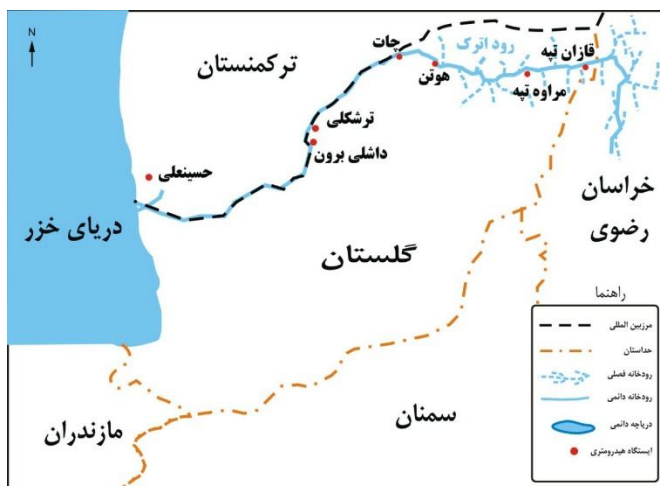 N
ترکمنستان
چات
رود اترک
قازان تپه
هوتن
مراوه تپه
ترشکلی
داشلی برون
حسینعلی
دریای خزر
گلستان
خراسان
رضوی
سمنان
مازندران
راهنما
مرزبین المللی
حداستان
رودخانه فصلی
رودخانه دائمی
دریاچه دائمی
ایستگاه هیدرومتری